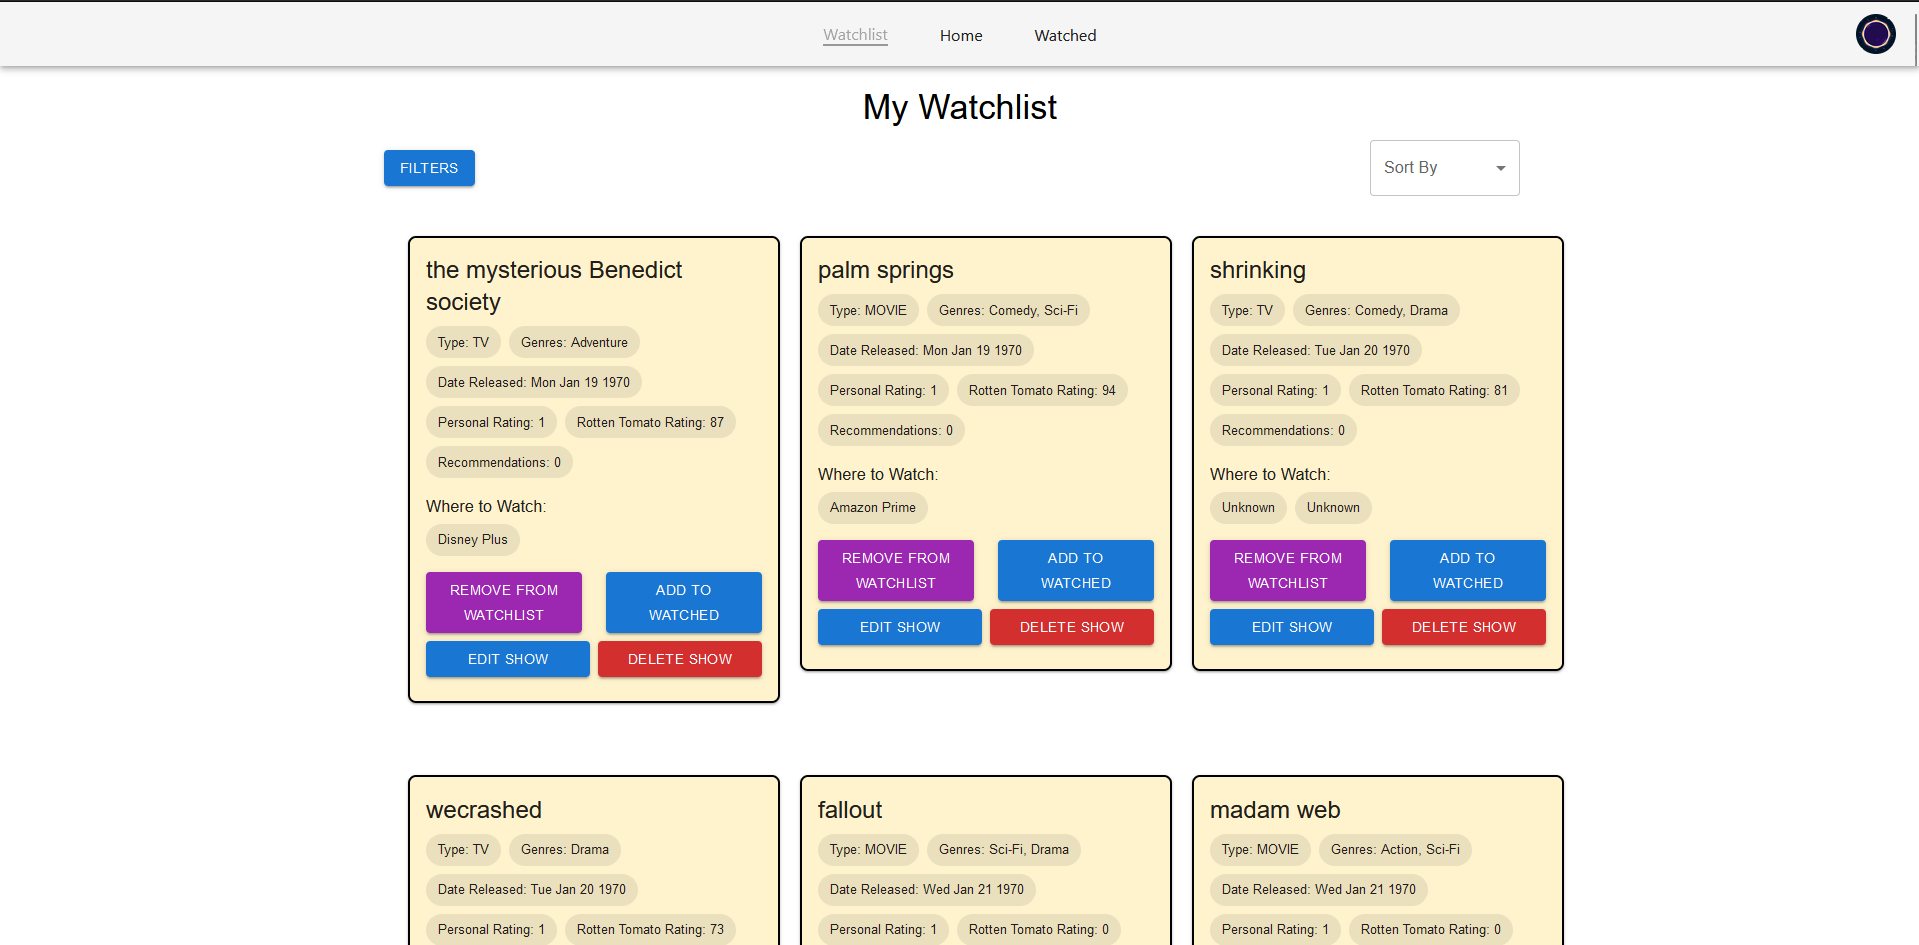 Watchlist Home Watched
My Watchlist
FILTERS
Sort By
the mysterious Benedict
society
Type: TV Genres: Adventure
Date Released: Mon Jan 19 1970
Personal Rating: 1 Rotten Tomato Rating: 87
Recommendations: 0
Where to Watch:
Disney Plus
REMOVE FROM
WATCHLIST
ADD TO
WATCHED
EDIT SHOW DELETE SHOW
palm springs
Type: MOVIE Genres: Comedy, Sci-Fi
Date Released: Mon Jan 19 1970
Personal Rating: 1 Rotten Tomato Rating: 94
Recommendations: 0
Where to Watch:
Amazon Prime
REMOVE FROM
WATCHLIST
ADD TO
WATCHED
EDIT SHOW DELETE SHOW
shrinking
Type: TV Genres: Comedy, Drama
Date Released: Tue Jan 20 1970
Personal Rating: 1 Rotten Tomato Rating: 81
Recommendations: 0
Where to Watch:
Unknown Unknown
REMOVE FROM
WATCHLIST
ADD TO
WATCHED
EDIT SHOW DELETE SHOW
wecrashed
Type: TV Genres: Drama
Date Released: Tue Jan 20 1970
Personal Rating: 1 Rotten Tomato Rating: 73
fallout
Type: MOVIE Genres: Sci-Fi, Drama
Date Released: Wed Jan 21 1970
Personal Rating: 1 Rotten Tomato Rating: 0
madam web
Type: MOVIE Genres: Action, Sci-Fi
Date Released: Wed Jan 21 1970
Personal Rating: 1 Rotten Tomato Rating: 0